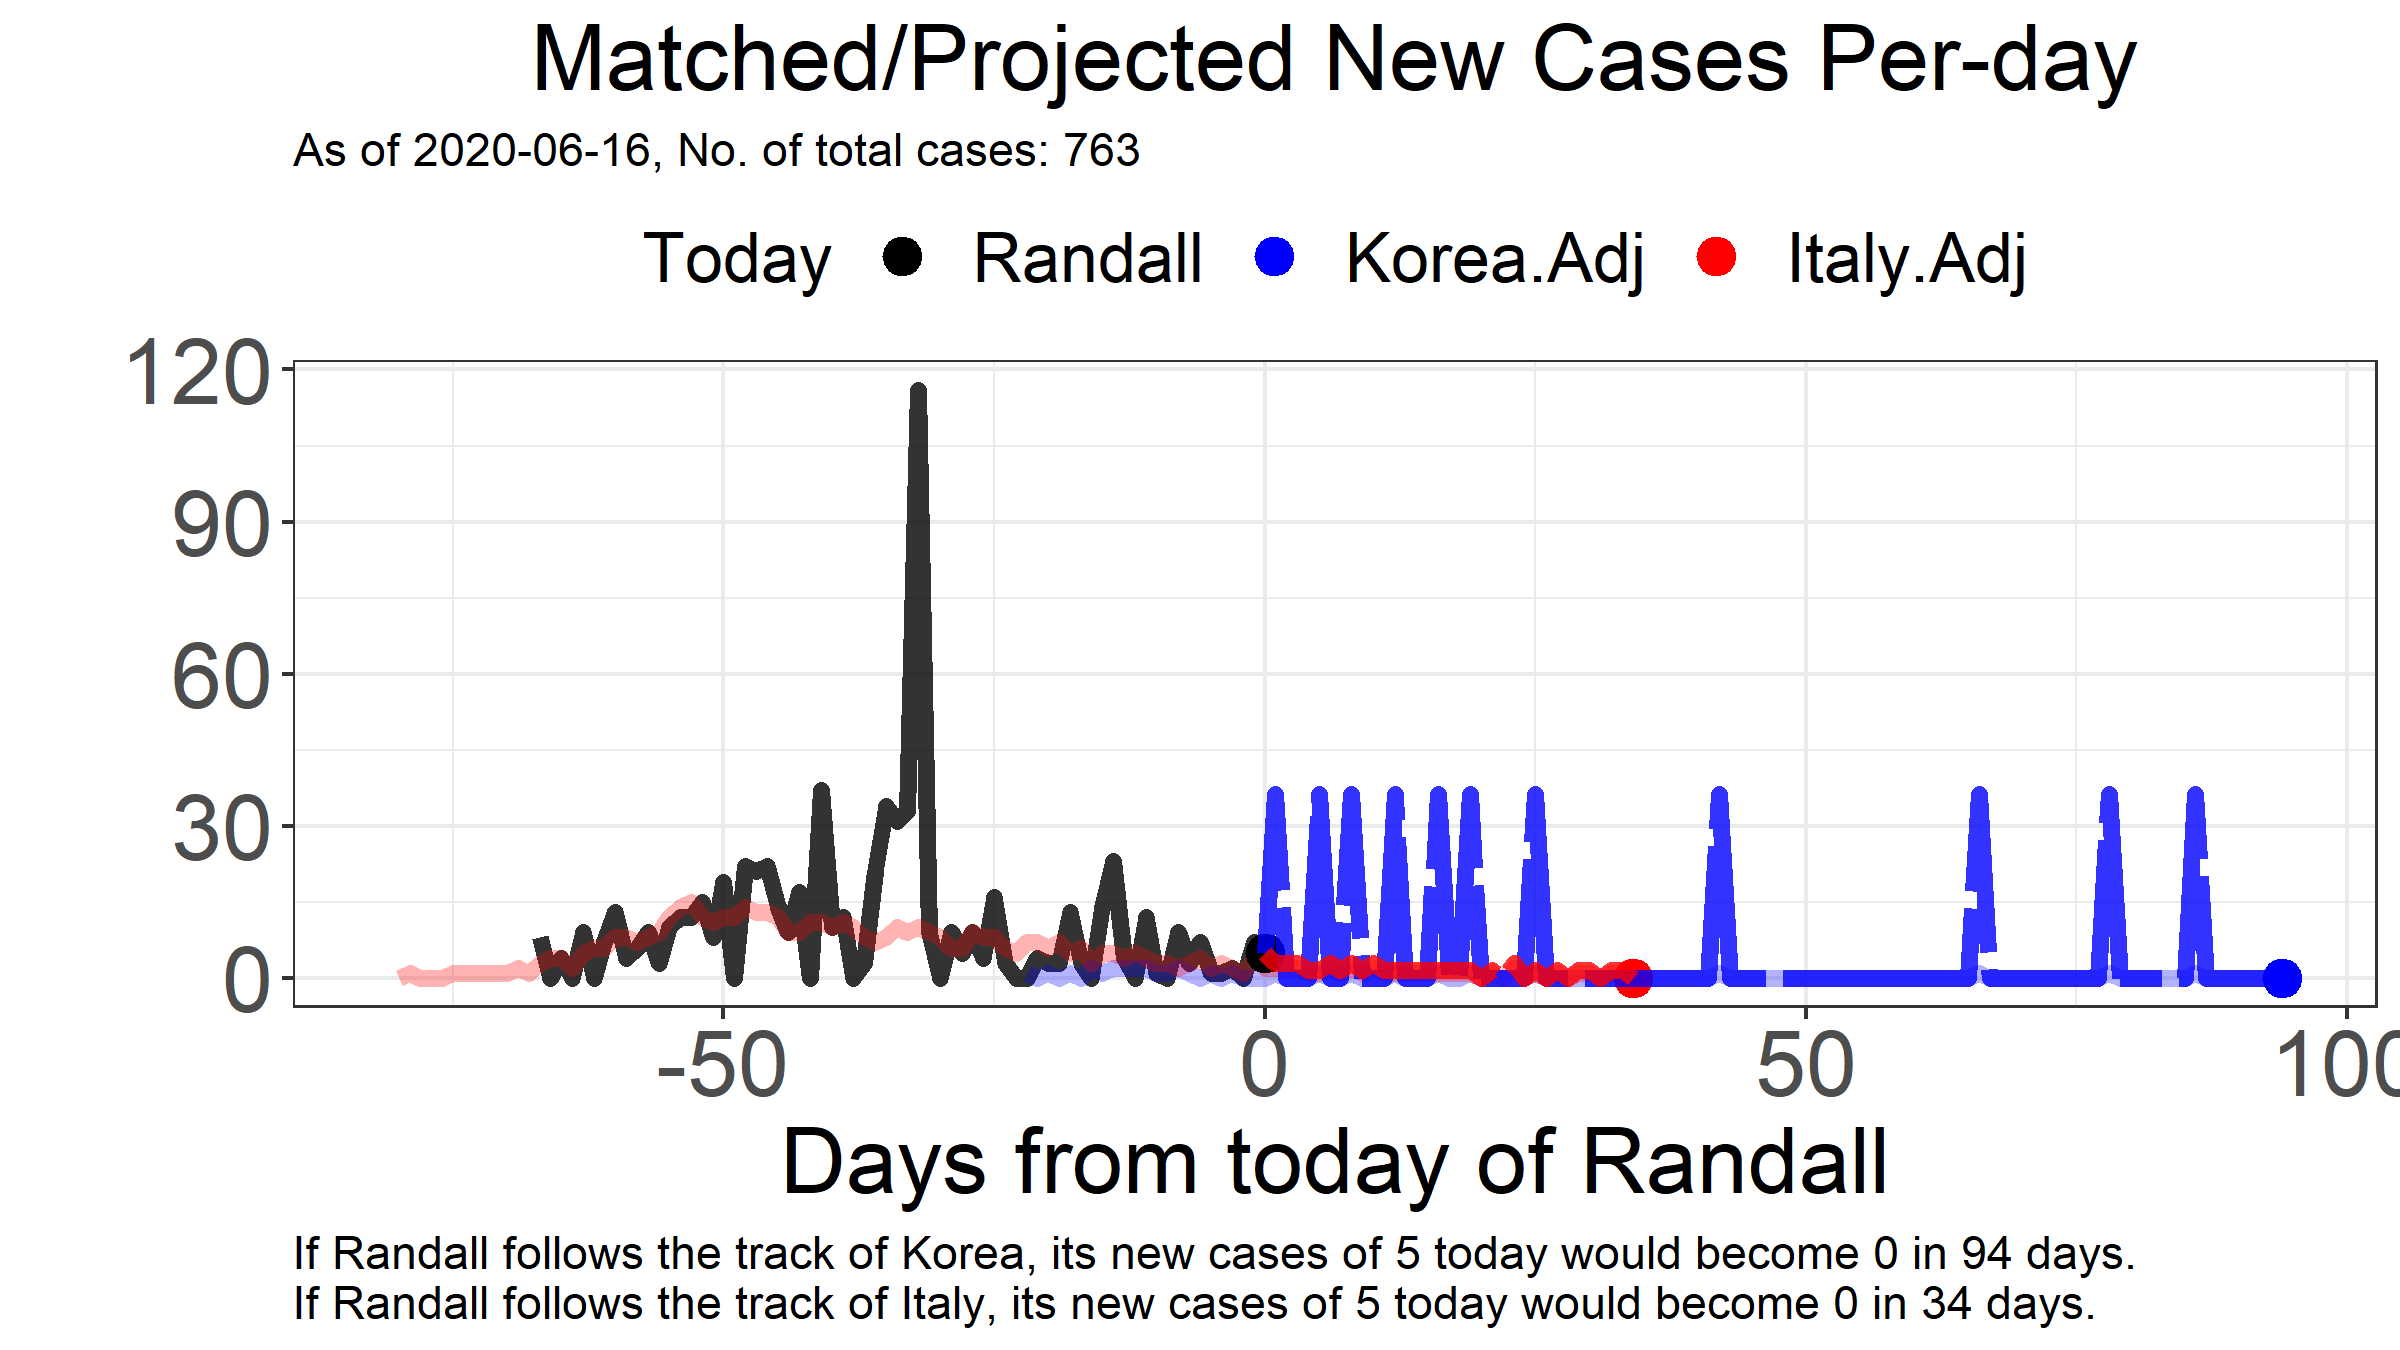 Matched/Projected New Cases Per-day
As of 2020-06-16, No. of total cases: 763
Today Randall Korea.Adj Italy.Adj
120
90
60
30
0
-50 0 50 100
Days from today of Randall
If Randall follows the track of Korea, its new cases of 5 today would become 0 in 94 days.
If Randall follows the track of Italy, its new cases of 5 today would become 0 in 34 days.